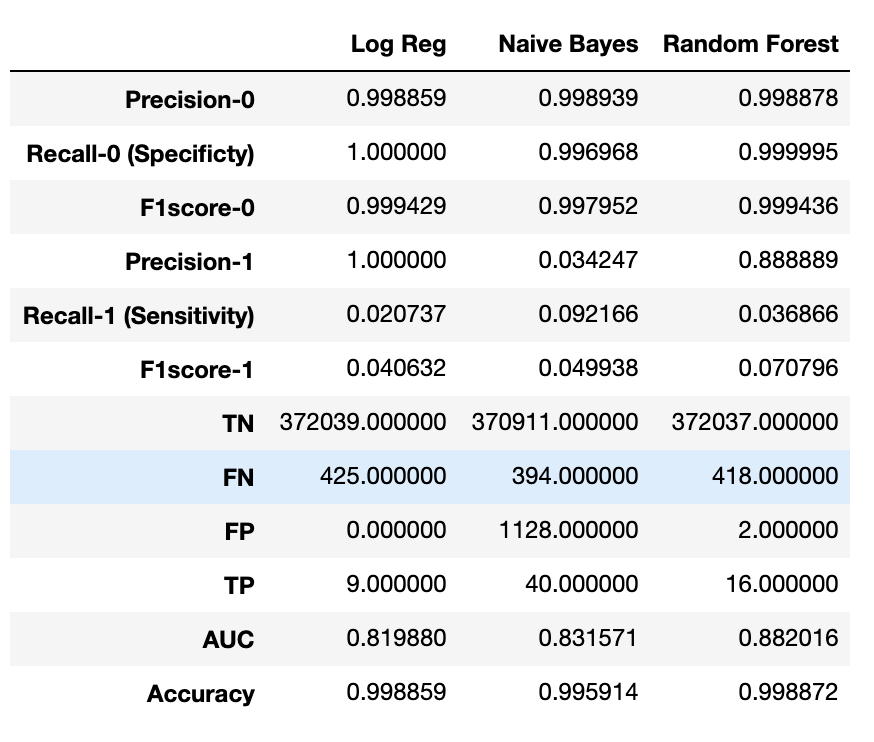 Log Reg Naive Bayes Random Forest
Precision-0 0.998859 0.998939 0.998878
Recall-0 (Specificty) 1.000000 0.996968 0.999995
F1score-0 0.999429 0.997952 0.999436
Precision-1 1.000000 0.034247 0.888889
Recall-1 (Sensitivity) 0.020737 0.092166 0.036866
F1score-1 0.040632 0.049938 0.070796
TN 372039.000000 370911.000000 372037.000000
FN 425.000000 394.000000 418.000000
FP 0.000000 1128.000000 2.000000
TP 9.000000 40.000000 16.000000
AUC 0.819880 0.831571 0.882016
Accuracy 0.998859 0.995914 0.998872